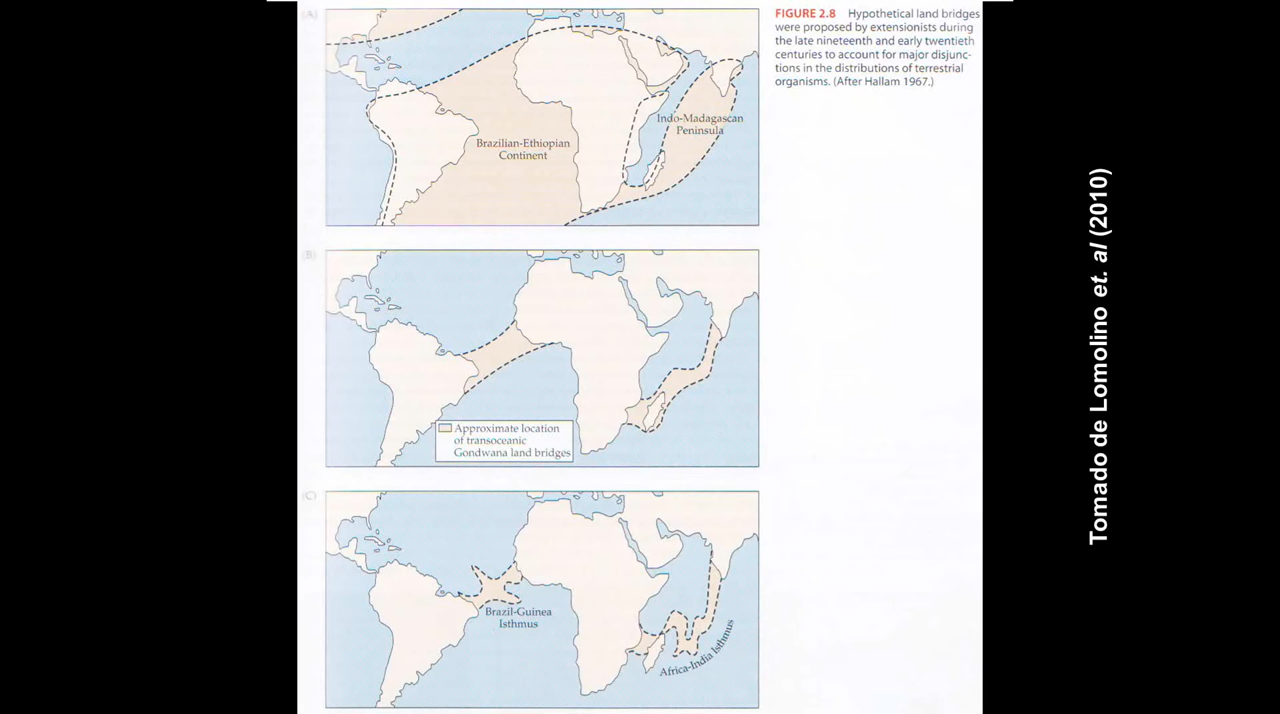 (A)
FIGURE 2.8 Hypothetical land bridges
were proposed by extensionists during
the late nineteenth and early twentieth
centuries to account for major disjunc-
tions in the distributions of terrestrial
organisms. (After Hallam 1967.)
Indo-Madagascan
Peninsula
Brazilian-Ethiopian
Continent
(B)
Approximate location
of transoceanic
Gondwana land bridges
(C)
Brazil-Guinea
Isthmus
Africa-India Isthmus
Tomado de Lomolino et. al (2010)